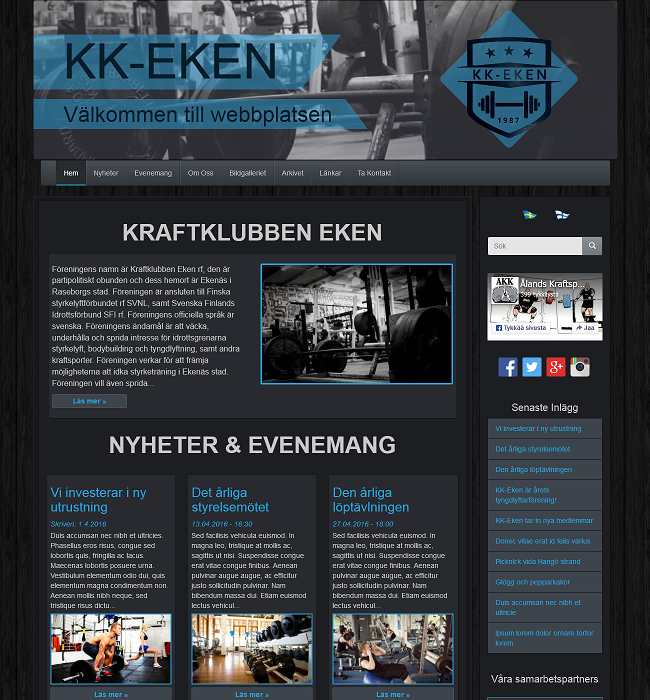 KK-EKEN
Välkommen till webbplatsen
KK-EKEN
1987
Hem Nyheter Evenemang Om Oss Bildgalleriet Arkivet Länkar Ta Kontakt
KRAFTKLUBBEN EKEN
Föreningens namn är Kraftklubben Eken rf, den är
partipolitiskt obunden och dess hemort är Ekenäs i
Raseborgs stad. Föreningen är ansluten till Finska
styrkelyftförbundet rf SVNL, samt Svenska Finlands
Idrottsförbund SFI rf. Föreningens officiella språk är
svenska. Föreningens ändamål är att väcka,
underhålla och sprida intresse för idrottsgrenarna
styrkelyft, bodybuilding och tyngdlyftning, samt andra
kraftsporter. Föreningen verkar för att främja
möjligheterna att idka styrketräning i Ekenäs stad.
Föreningen vill även sprida...
Läs mer »
NYHETER & EVENEMANG
Vi investerar i ny
utrustning
Skriven: 1.4.2016
Duis accumsan nec nibh et ultricies.
Phasellus eros risus, congue sed
lobortis quis, fringilla ac lacus.
Maecenas lobortis posuere urna.
Vestibulum elementum odio dui, quis
elementum magna condimentum non.
Aenean mollis nibh neque, sed
tristique risus dictu...
Läs mer »
Det årliga
styrelsemötet
13.04.2016 - 16:30
Sed facilisis vehicula euismod. In
magna leo, tristique at mollis ac,
sagittis ut nisi. Suspendisse congue
erat vitae congue finibus. Aenean
pulvinar augue augue, ac efficitur
justo sollicitudin pulvinar. Nam
bibendum massa dui. Etiam euismod
lectus vehicul...
Läs mer »
Den årliga
löptävlningen
27.04.2016 - 18:00
Sed facilisis vehicula euismod. In
magna leo, tristique at mollis ac,
sagittis ut nisi. Suspendisse congue
erat vitae congue finibus. Aenean
pulvinar augue augue, ac efficitur
justo sollicitudin pulvinar. Nam
bibendum massa dui. Etiam euismod
lectus vehicul...
Läs mer »
Sök
AKK
Ålands Kraftsp...
599 tykkäystä
Tykkää sivusta
Jaa
Senaste Inlägg
Vi investerar i ny utrustning
Det årliga styrelsemötet
Den årliga löptävlningen
KK-Eken är årets
tyngdlyftarförening!
KK-Eken tar in nya medlemmar
Donec vitae erat id felis varius
Picknick vida Hangö strand
Glögg och pepparkakor
Duis accumsan nec nibh et
ultricie
Ipsum lorem dolor ornare tortor
lorem
Våra samarbetspartners